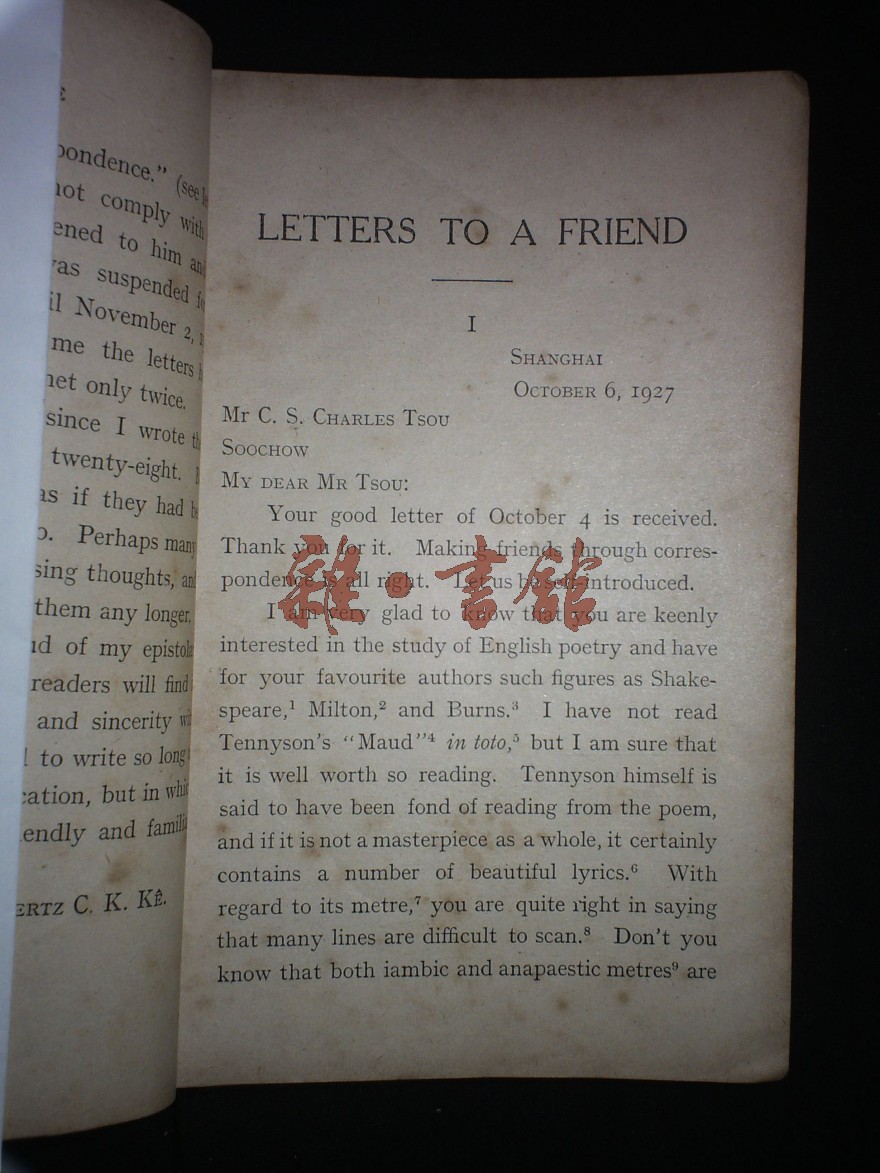 pondence." (see
not comply with
ened to him and
was suspended
November 2,
me the letters
only twice.
since I wrote
twenty-eight.
as if they had
Perhaps many
thoughts,
them any longer.
of my
readers will find
and sincerity
to write so long
but in
and
C. K. KÊ.
LETTERS TO A FRIEND
I
SHANGHAI
OCTOBER 6, 1927
MR C. S. CHARLES TSOU
SOOCHOW
MY DEAR MR TSOU:
Your good letter of October 4 is received.
Thank you for it. Making friends through corres-
pondence is all right. Let us be self-introduced.
I am very glad to know that you are keenly
interested in the study of English poetry and have
for your favourite authors such figures as Shake-
speare,¹ Milton,² and Burns.³ I have not read
Tennyson's "Maud"⁴ in toto,⁵ but I am sure that
it is well worth so reading. Tennyson himself is
said to have been fond of reading from the poem,
and if it is not a masterpiece as a whole, it certainly
contains a number of beautiful lyrics.⁶ With
regard to its metre,⁷ you are quite right in saying
that many lines are difficult to scan.⁸ Don't you
know that both iambic and anapaestic metres⁹ are
雜·書館